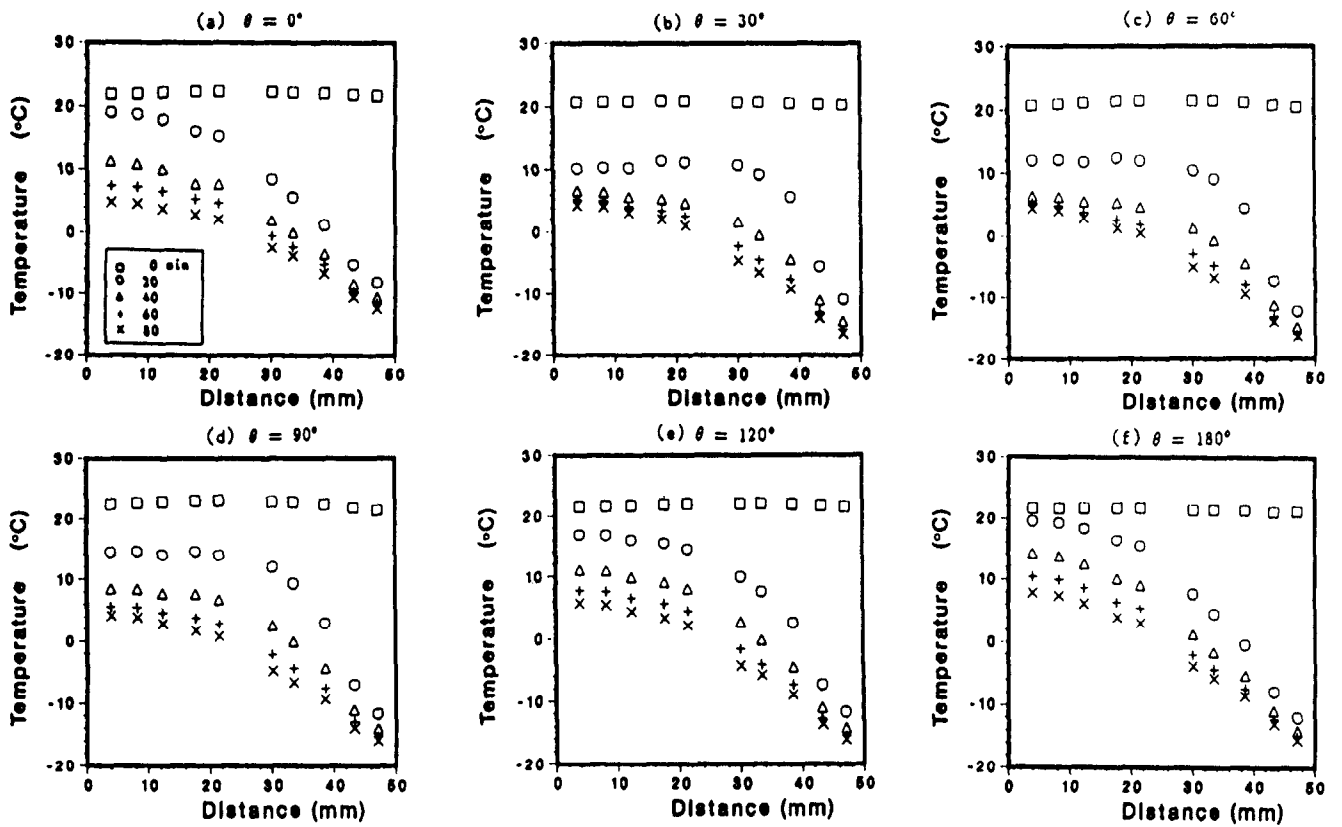 (a) θ = 0°
(b) θ = 30°
(c) θ = 60°
30
20
10
0
-10
-20
Temperature (°C)
0 min
20
40
60
80
0 10 20 30 40 50
Distance (mm)
30
20
10
0
-10
-20
Temperature (°C)
0 10 20 30 40 50
Distance (mm)
30
20
10
0
-10
-20
Temperature (°C)
0 10 20 30 40 50
Distance (mm)
(d) θ = 90°
(e) θ = 120°
(f) θ = 180°
30
20
10
0
-10
-20
Temperature (°C)
0 10 20 30 40 50
Distance (mm)
30
20
10
0
-10
-20
Temperature (°C)
0 10 20 30 40 50
Distance (mm)
30
20
10
0
-10
-20
Temperature (°C)
0 10 20 30 40 50
Distance (mm)